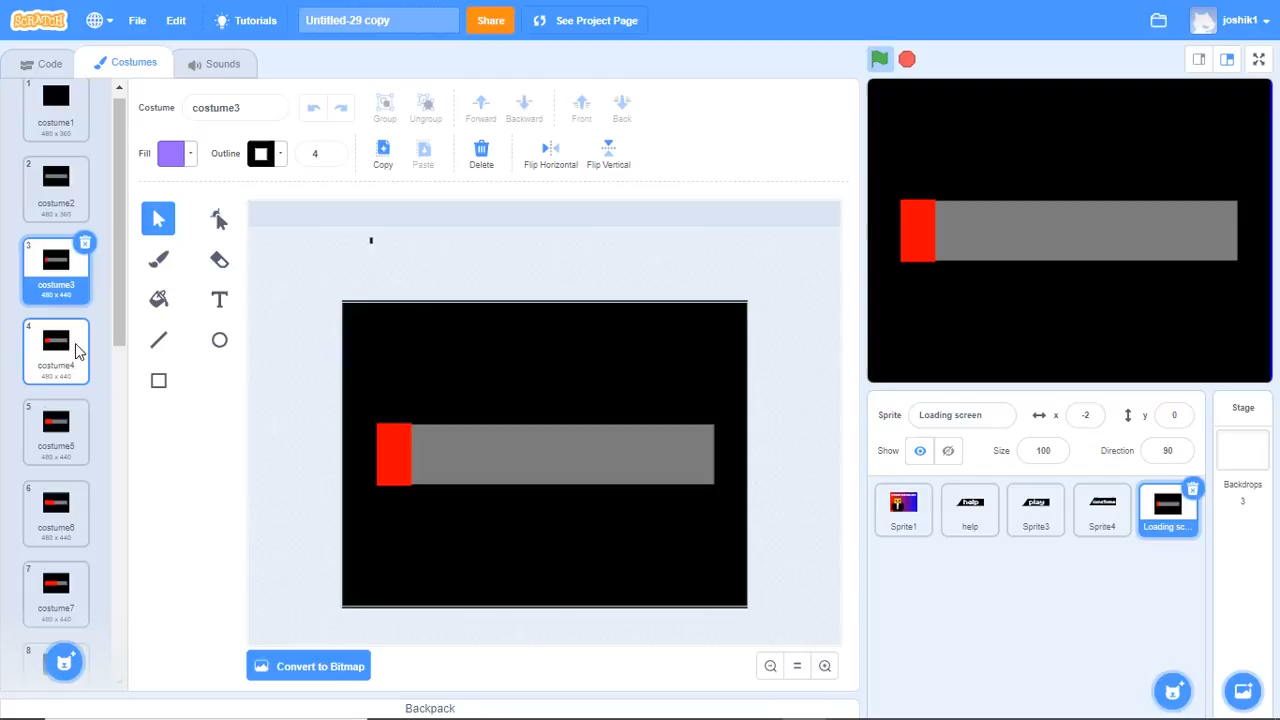 SCRATCH File Edit Tutorials Untitled-29 copy Share See Project Page joshik1
Code Costumes Sounds
1
costume1
480 x 365
2
costume2
480 x 365
3
costume3
480 x 440
4
costume4
480 x 440
5
costume5
480 x 440
6
costume6
480 x 440
7
costume7
480 x 440
8
Costume costume3 Group Ungroup Forward Backward Front Back
Fill Outline 4 Copy Paste Delete Flip Horizontal Flip Vertical
T
Convert to Bitmap
Backpack
Sprite Loading screen x -2 y 0
Show Size 100 Direction 90
Sprite1
help
help
play
Sprite3
Sprite4
Loading sc...
Stage
Backdrops
3